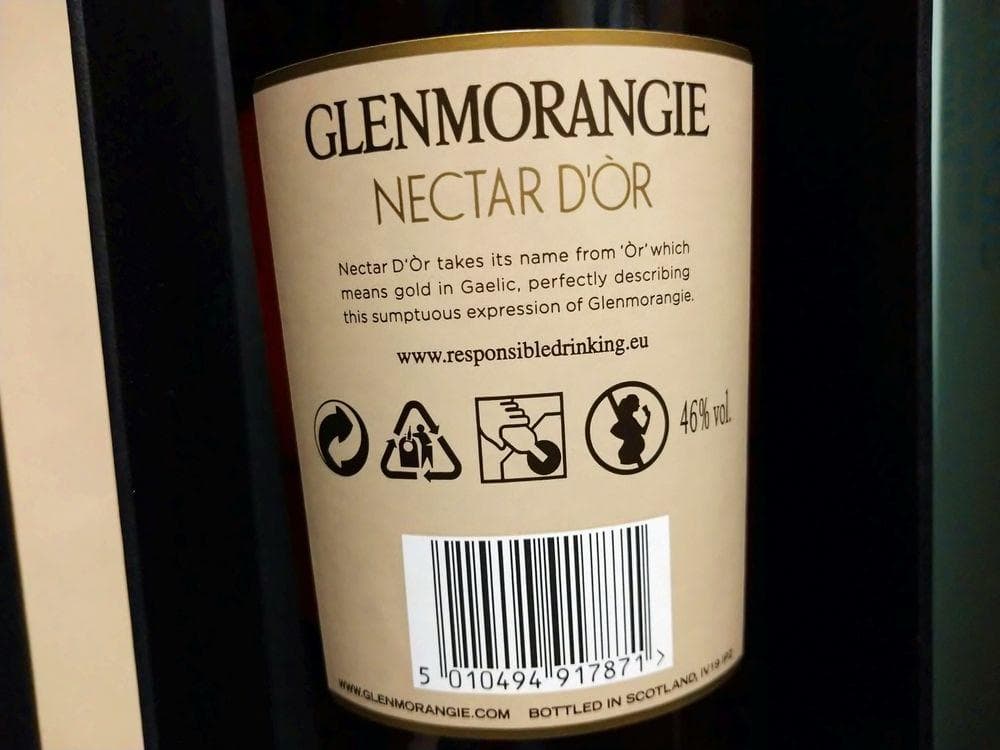 GLENMORANGIE
NECTAR D'ÒR
Nectar D'Òr takes its name from 'Òr' which
means gold in Gaelic, perfectly describing
this sumptuous expression of Glenmorangie.
www.responsibledrinking.eu
46% vol.
5 010494 917871 >
WWW.GLENMORANGIE.COM BOTTLED IN SCOTLAND, IV19 1PZ